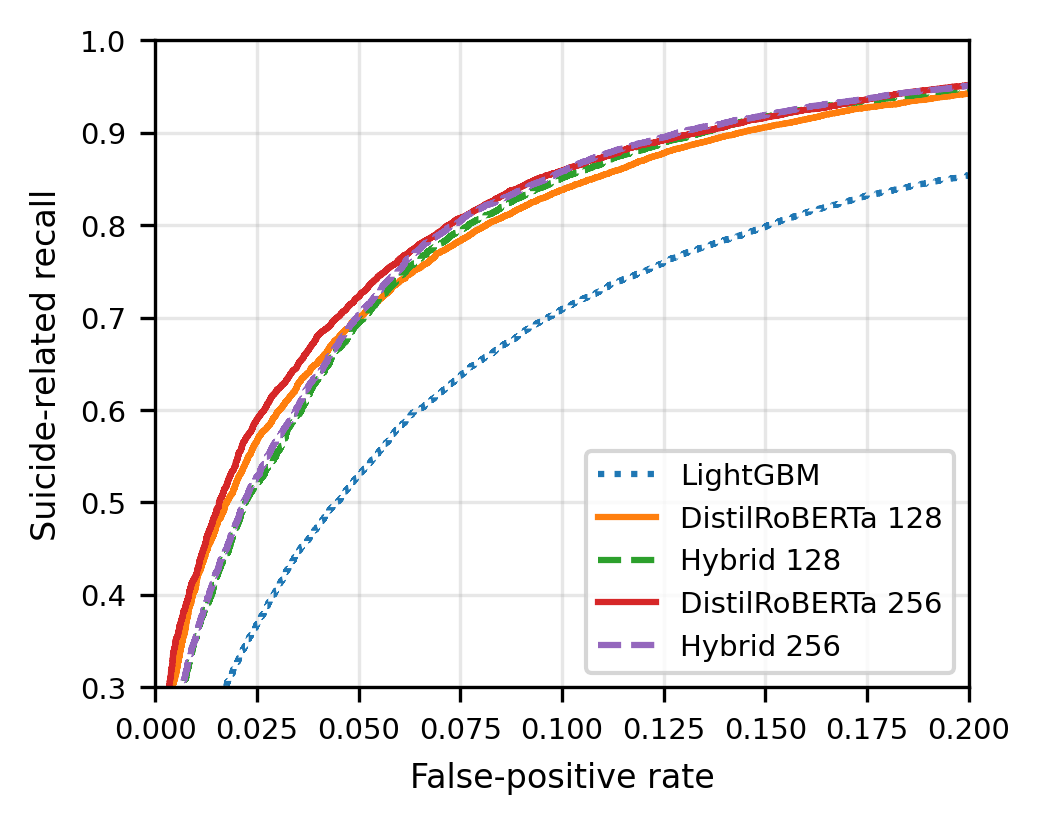 1.0
0.9
0.8
0.7
0.6
0.5
0.4
0.3
Suicide-related recall
LightGBM
DistilRoBERTa 128
Hybrid 128
DistilRoBERTa 256
Hybrid 256
0.000 0.025 0.050 0.075 0.100 0.125 0.150 0.175 0.200
False-positive rate